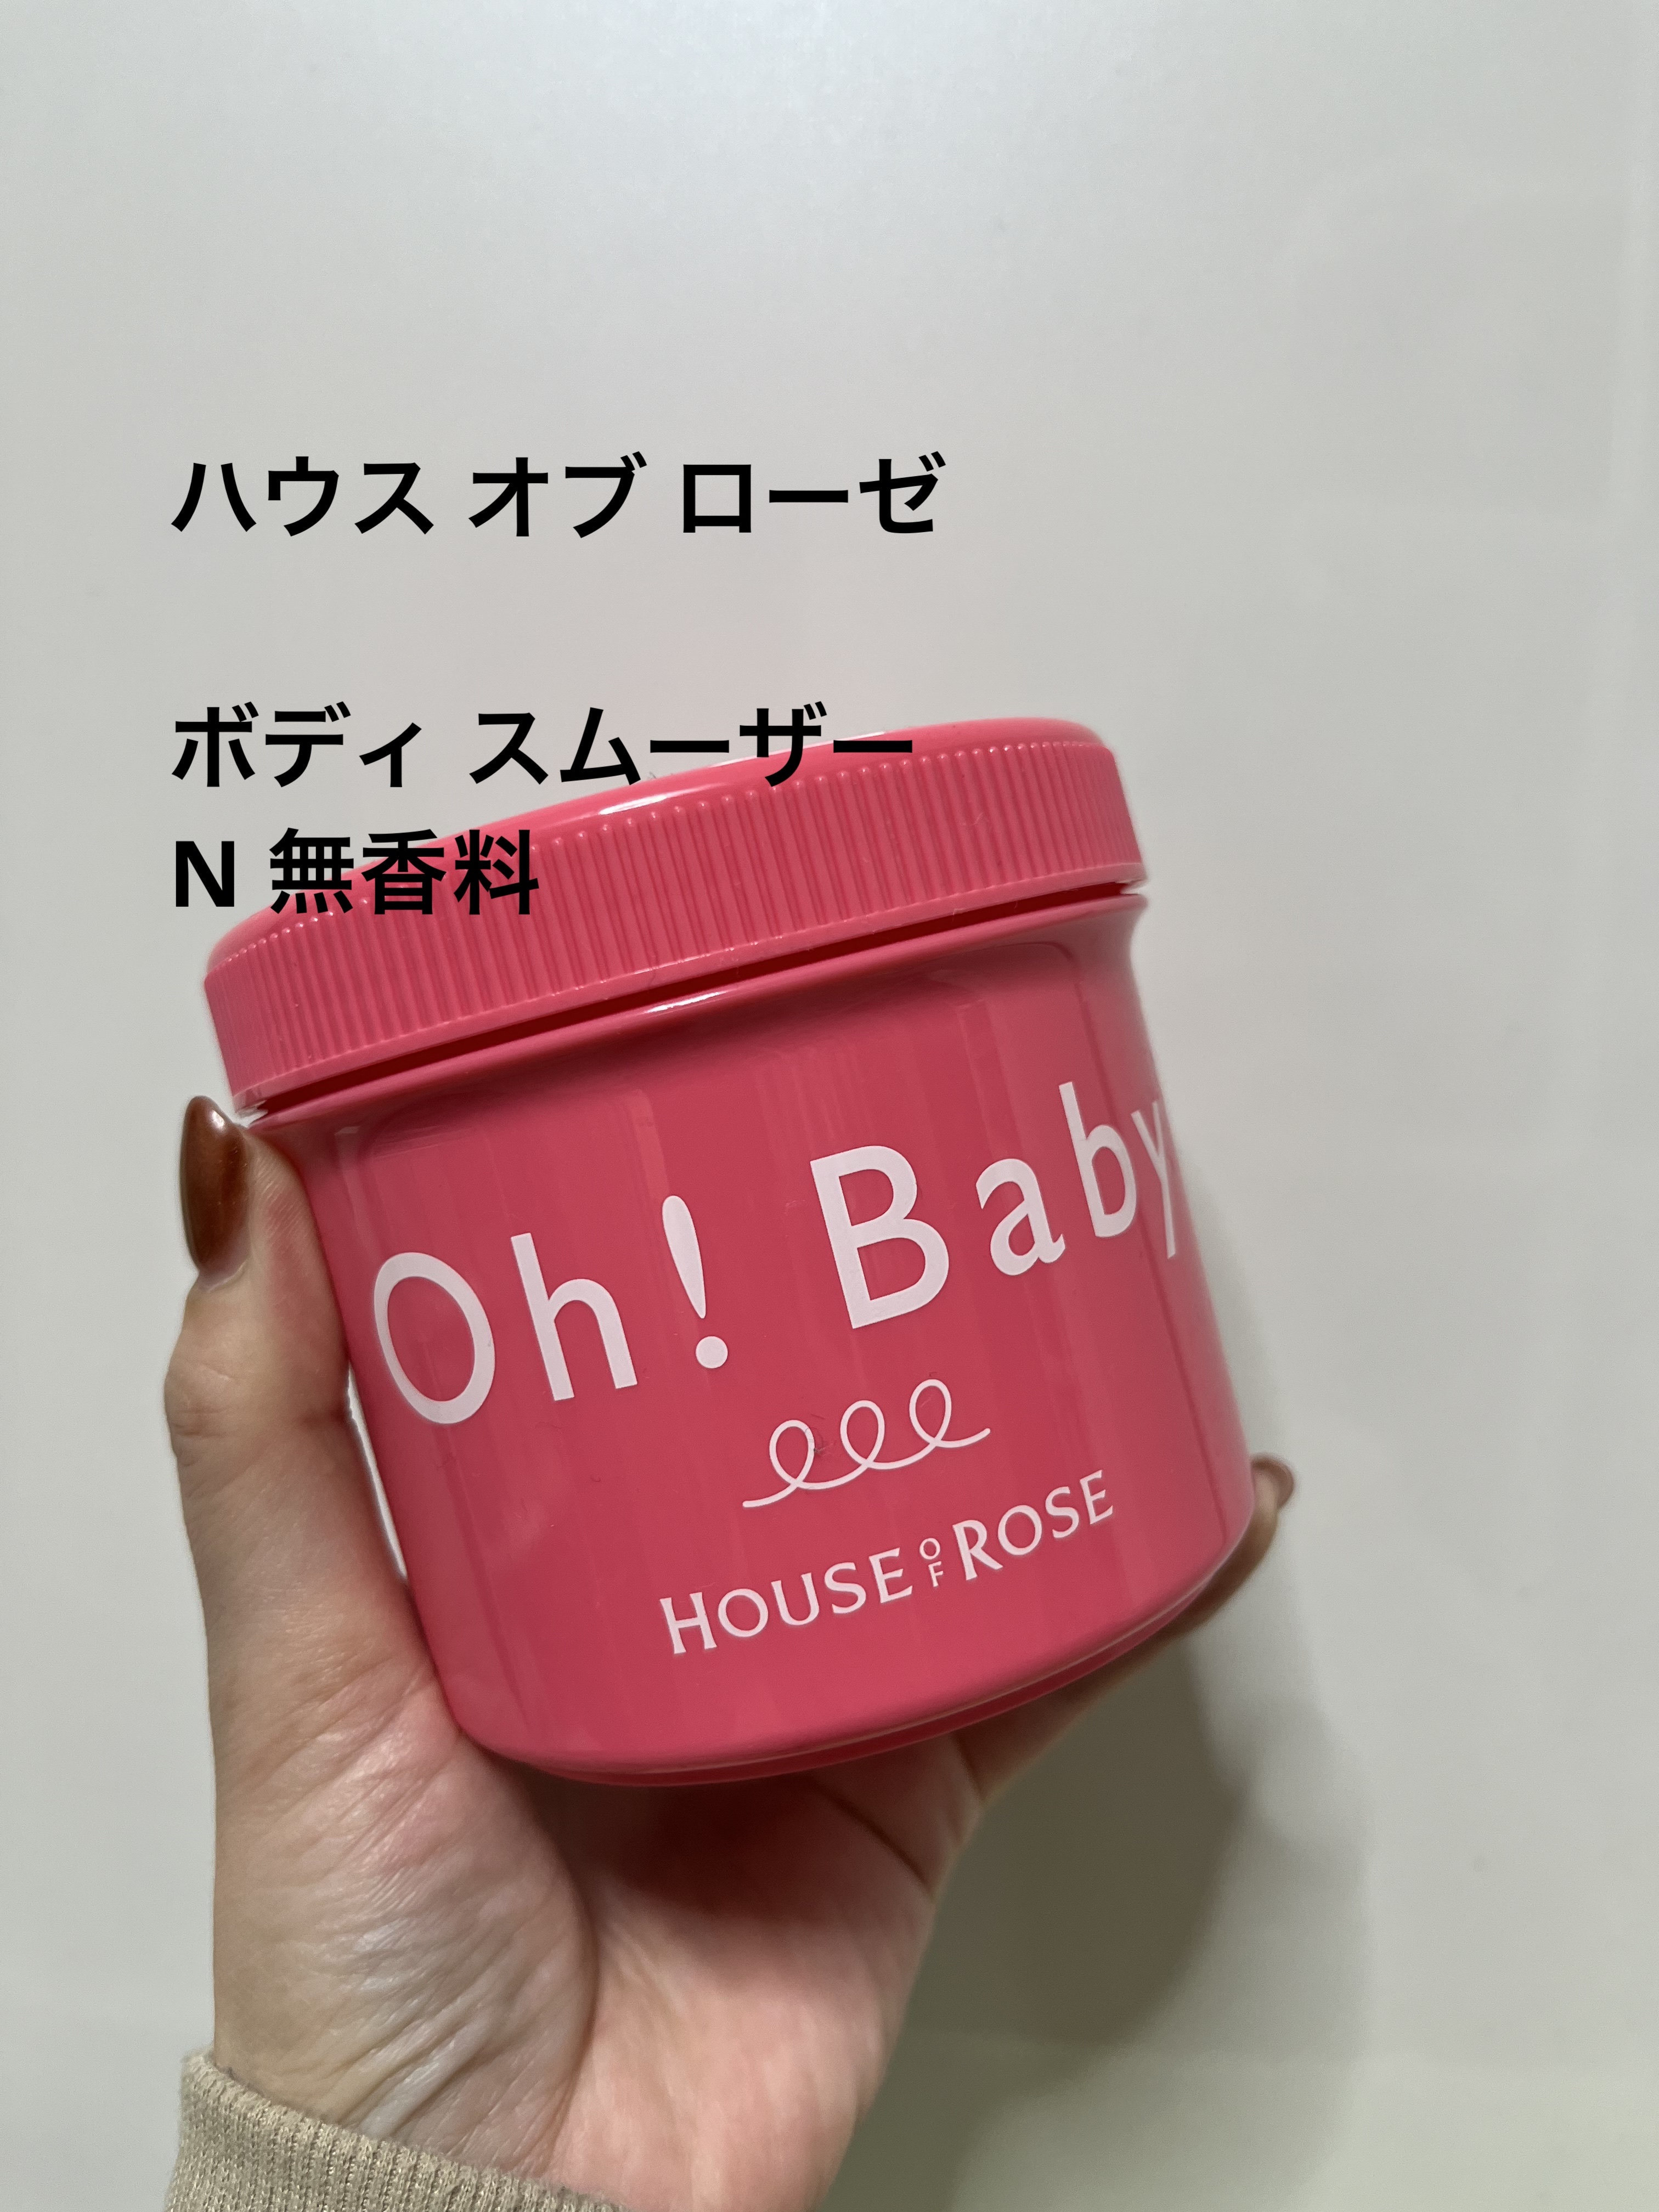 ハウス オブ ローゼ
ボディ スムーザー
N 無香料
Oh! Baby
HOUSE OF ROSE